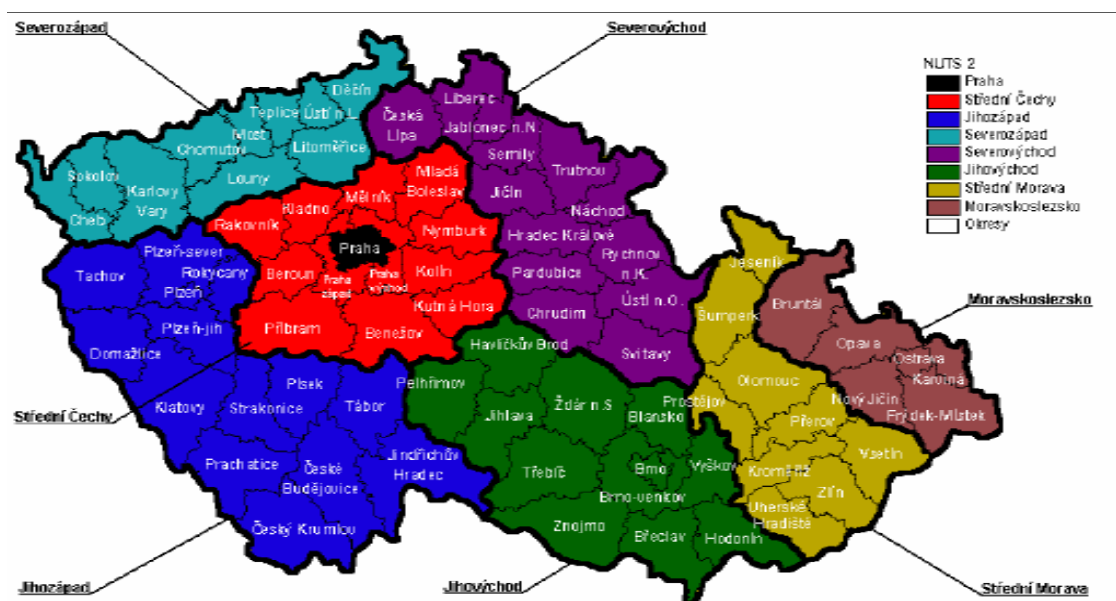 Severozápad
Severovýchod
NUTS 2
Praha
Střední Čechy
Jihozápad
Severozápad
Severovýchod
Jihovýchod
Střední Morava
Moravskoslezsko
Okresy
Děčín
Teplice
Ústí n.L.
Most
Chomutov
Litoměřice
Louny
Sokolov
Karlovy
Vary
Cheb
Česká
Lípa
Liberec
Jablonec n.N.
Semily
Trutnov
Jičín
Náchod
Hradec Králové
Rychnov
n.K.
Pardubice
Ústí n.O.
Chrudim
Svitavy
Mladá
Boleslav
Mělník
Kladno
Rakovník
Nymburk
Praha
Beroun
Praha
západ
Praha
východ
Kolín
Kutná Hora
Příbram
Benešov
Plzeň-sever
Tachov
Rokycany
Plzeň
Plzeň-jih
Domažlice
Klatovy
Písek
Strakonice
Tábor
Prachatice
České
Budějovice
Jindřichův
Hradec
Český Krumlov
Havlíčkův Brod
Pelhřimov
Jihlava
Žďár n.S
Blansko
Třebíč
Brno
Vyškov
Brno-venkov
Znojmo
Břeclav
Hodonín
Jeseník
Šumperk
Olomouc
Prostějov
Přerov
Kroměříž
Vsetín
Zlín
Uherské
Hradiště
Bruntál
Opava
Ostrava
Karviná
Nový Jičín
Frýdek-Místek
Moravskoslezsko
Střední Čechy
Jihozápad
Jihovýchod
Střední Morava